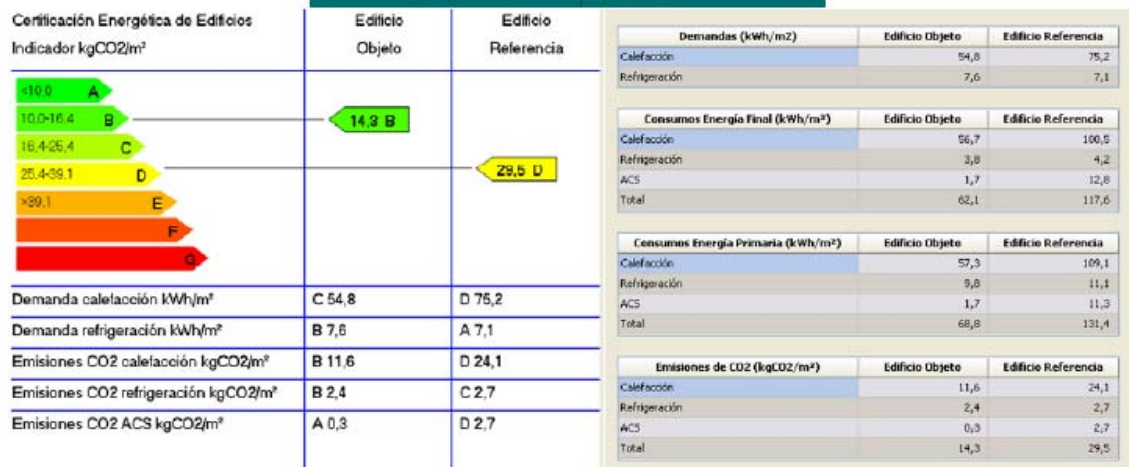 Certificación Energética de Edificios Edificio Edificio
Indicador kgCO2/m² Objeto Referencia
<10,0 A
10,0-16,4 B 14,3 B
16,4-25,4 C
25,4-39,1 D 29,5 D
>39,1 E
F
G
Demanda calefacción kWh/m² C 54,8 D 75,2
Demanda refrigeración kWh/m² B 7,6 A 7,1
Emisiones CO2 calefacción kgCO2/m² B 11,6 D 24,1
Emisiones CO2 refrigeración kgCO2/m² B 2,4 C 2,7
Emisiones CO2 ACS kgCO2/m² A 0,3 D 2,7
Demandas (kWh/m2) Edificio Objeto Edificio Referencia
Calefacción 54,8 75,2
Refrigeración 7,6 7,1
Consumos Energía Final (kWh/m²) Edificio Objeto Edificio Referencia
Calefacción 56,7 100,5
Refrigeración 3,8 4,2
ACS 1,7 12,8
Total 62,1 117,6
Consumos Energía Primaria (kWh/m²) Edificio Objeto Edificio Referencia
Calefacción 57,3 109,1
Refrigeración 9,8 11,1
ACS 1,7 11,3
Total 68,8 131,4
Emisiones de CO2 (kgCO2/m²) Edificio Objeto Edificio Referencia
Calefacción 11,6 24,1
Refrigeración 2,4 2,7
ACS 0,3 2,7
Total 14,3 29,5